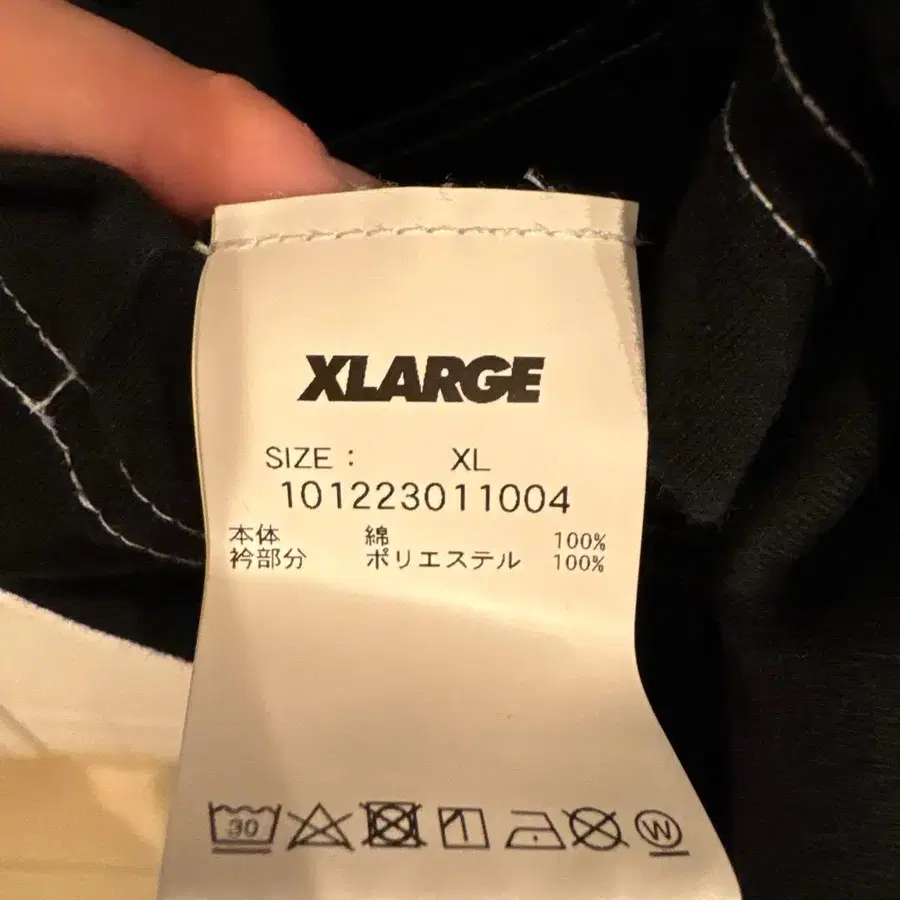 XLARGE
SIZE : XL
101223011004
本体 綿 100%
衿部分 ポリエステル 100%
30 W